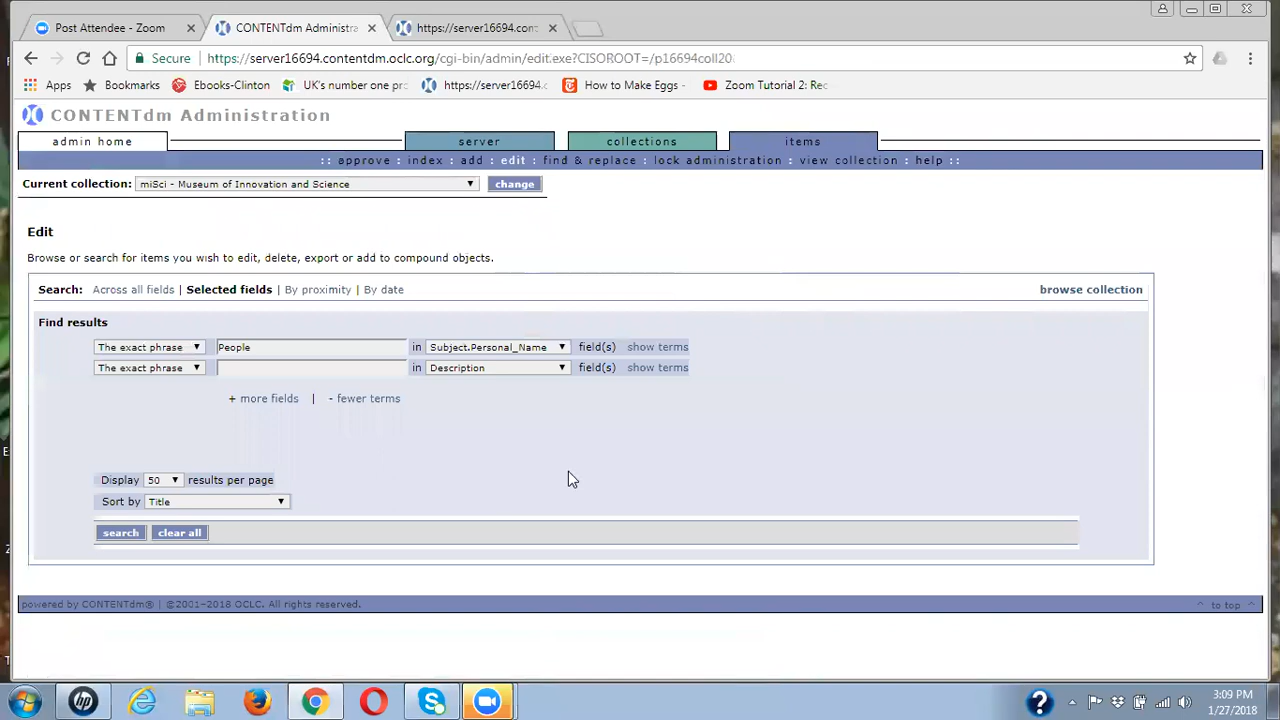 Post Attendee - Zoom
CONTENTdm Administra
https://server16694.con
Secure
https://server16694.contentdm.oclc.org/cgi-bin/admin/edit.exe?CISOROOT=/p16694coll20
Apps
Bookmarks
Ebooks-Clinton
UK's number one pr
https://server16694.c
How to Make Eggs -
Zoom Tutorial 2: Rec
CONTENTdm Administration
admin home
server
collections
items
:: approve : index : add : edit : find & replace : lock administration : view collection : help ::
Current collection: miSci - Museum of Innovation and Science change
Edit
Browse or search for items you wish to edit, delete, export or add to compound objects.
Search: Across all fields | Selected fields | By proximity | By date browse collection
Find results
The exact phrase People in Subject.Personal_Name field(s) show terms
The exact phrase in Description field(s) show terms
+ more fields | - fewer terms
Display 50 results per page
Sort by Title
search clear all
powered by CONTENTdm® | ©2001-2018 OCLC. All rights reserved. ^ to top ^
3:09 PM
1/27/2018